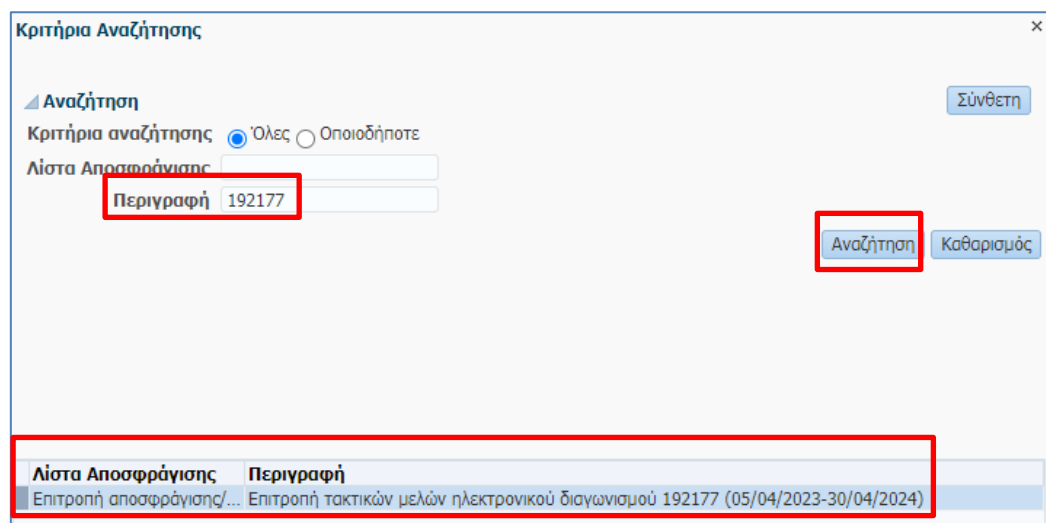 Κριτήρια Αναζήτησης
Αναζήτηση
Σύνθετη
Κριτήρια αναζήτησης Όλες Οποιοδήποτε
Λίστα Αποσφράγισης
Περιγραφή 192177
Αναζήτηση Καθαρισμός
Λίστα Αποσφράγισης Περιγραφή
Επιτροπή αποσφράγισης/... Επιτροπή τακτικών μελών ηλεκτρονικού διαγωνισμού 192177 (05/04/2023-30/04/2024)